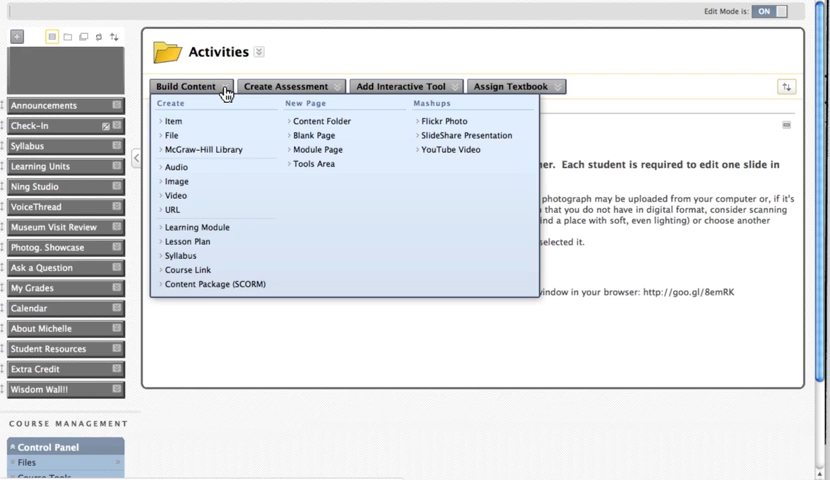 Edit Mode is: ON
Activities
Build Content
Create Assessment
Add Interactive Tool
Assign Textbook
Create
Item
File
McGraw-Hill Library
Audio
Image
Video
URL
Learning Module
Lesson Plan
Syllabus
Course Link
Content Package (SCORM)
New Page
Content Folder
Blank Page
Module Page
Tools Area
Mashups
Flickr Photo
SlideShare Presentation
YouTube Video
her. Each student is required to edit one slide in
photograph may be uploaded from your computer or, if it's
that you do not have in digital format, consider scanning
ind a place with soft, even lighting) or choose another
selected it.
window in your browser: http://goo.gl/8emRK
Announcements
Check-In
Syllabus
Learning Units
Ning Studio
VoiceThread
Museum Visit Review
Photog. Showcase
Ask a Question
My Grades
Calendar
About Michelle
Student Resources
Extra Credit
Wisdom Wall!!
COURSE MANAGEMENT
Control Panel
Files
Course Tools